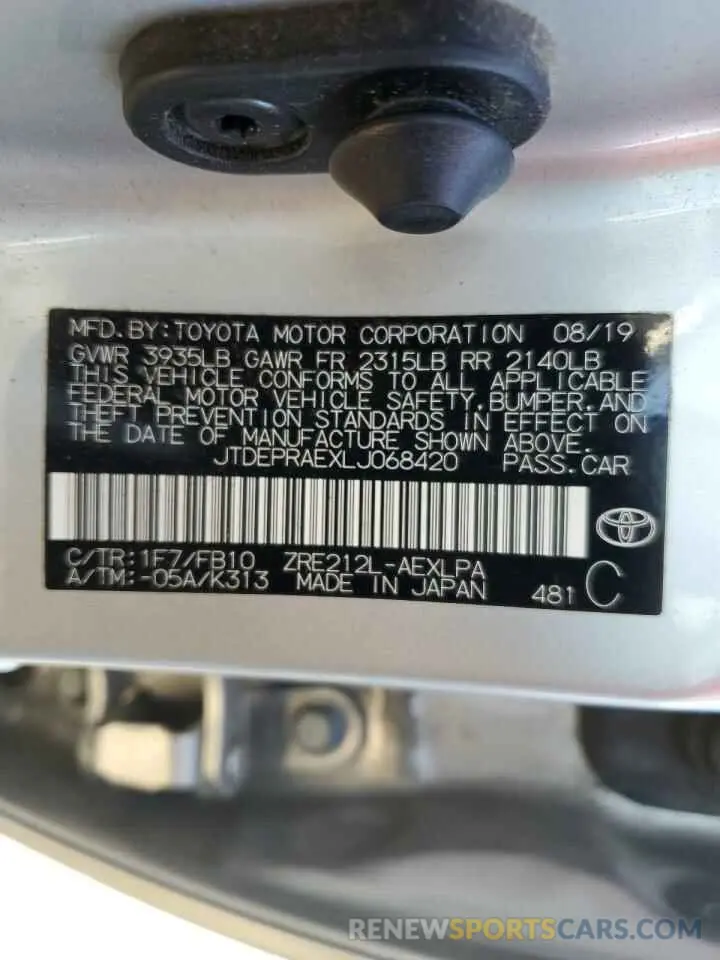 MFD. BY: TOYOTA MOTOR CORPORATION 08/19
GVWR 3935LB GAWR FR 2315LB RR 2140LB
THIS VEHICLE CONFORMS TO ALL APPLICABLE
FEDERAL MOTOR VEHICLE SAFETY, BUMPER, AND
THEFT PREVENTION STANDARDS IN EFFECT ON
THE DATE OF MANUFACTURE SHOWN ABOVE.
JTDEPRAEXLJ068420 PASS. CAR
C/TR: 1F7/FB10 ZRE212L-AEXLPA
A/TM: -05A/K313 MADE IN JAPAN 481 C
RENEWSPORTSCARS.COM